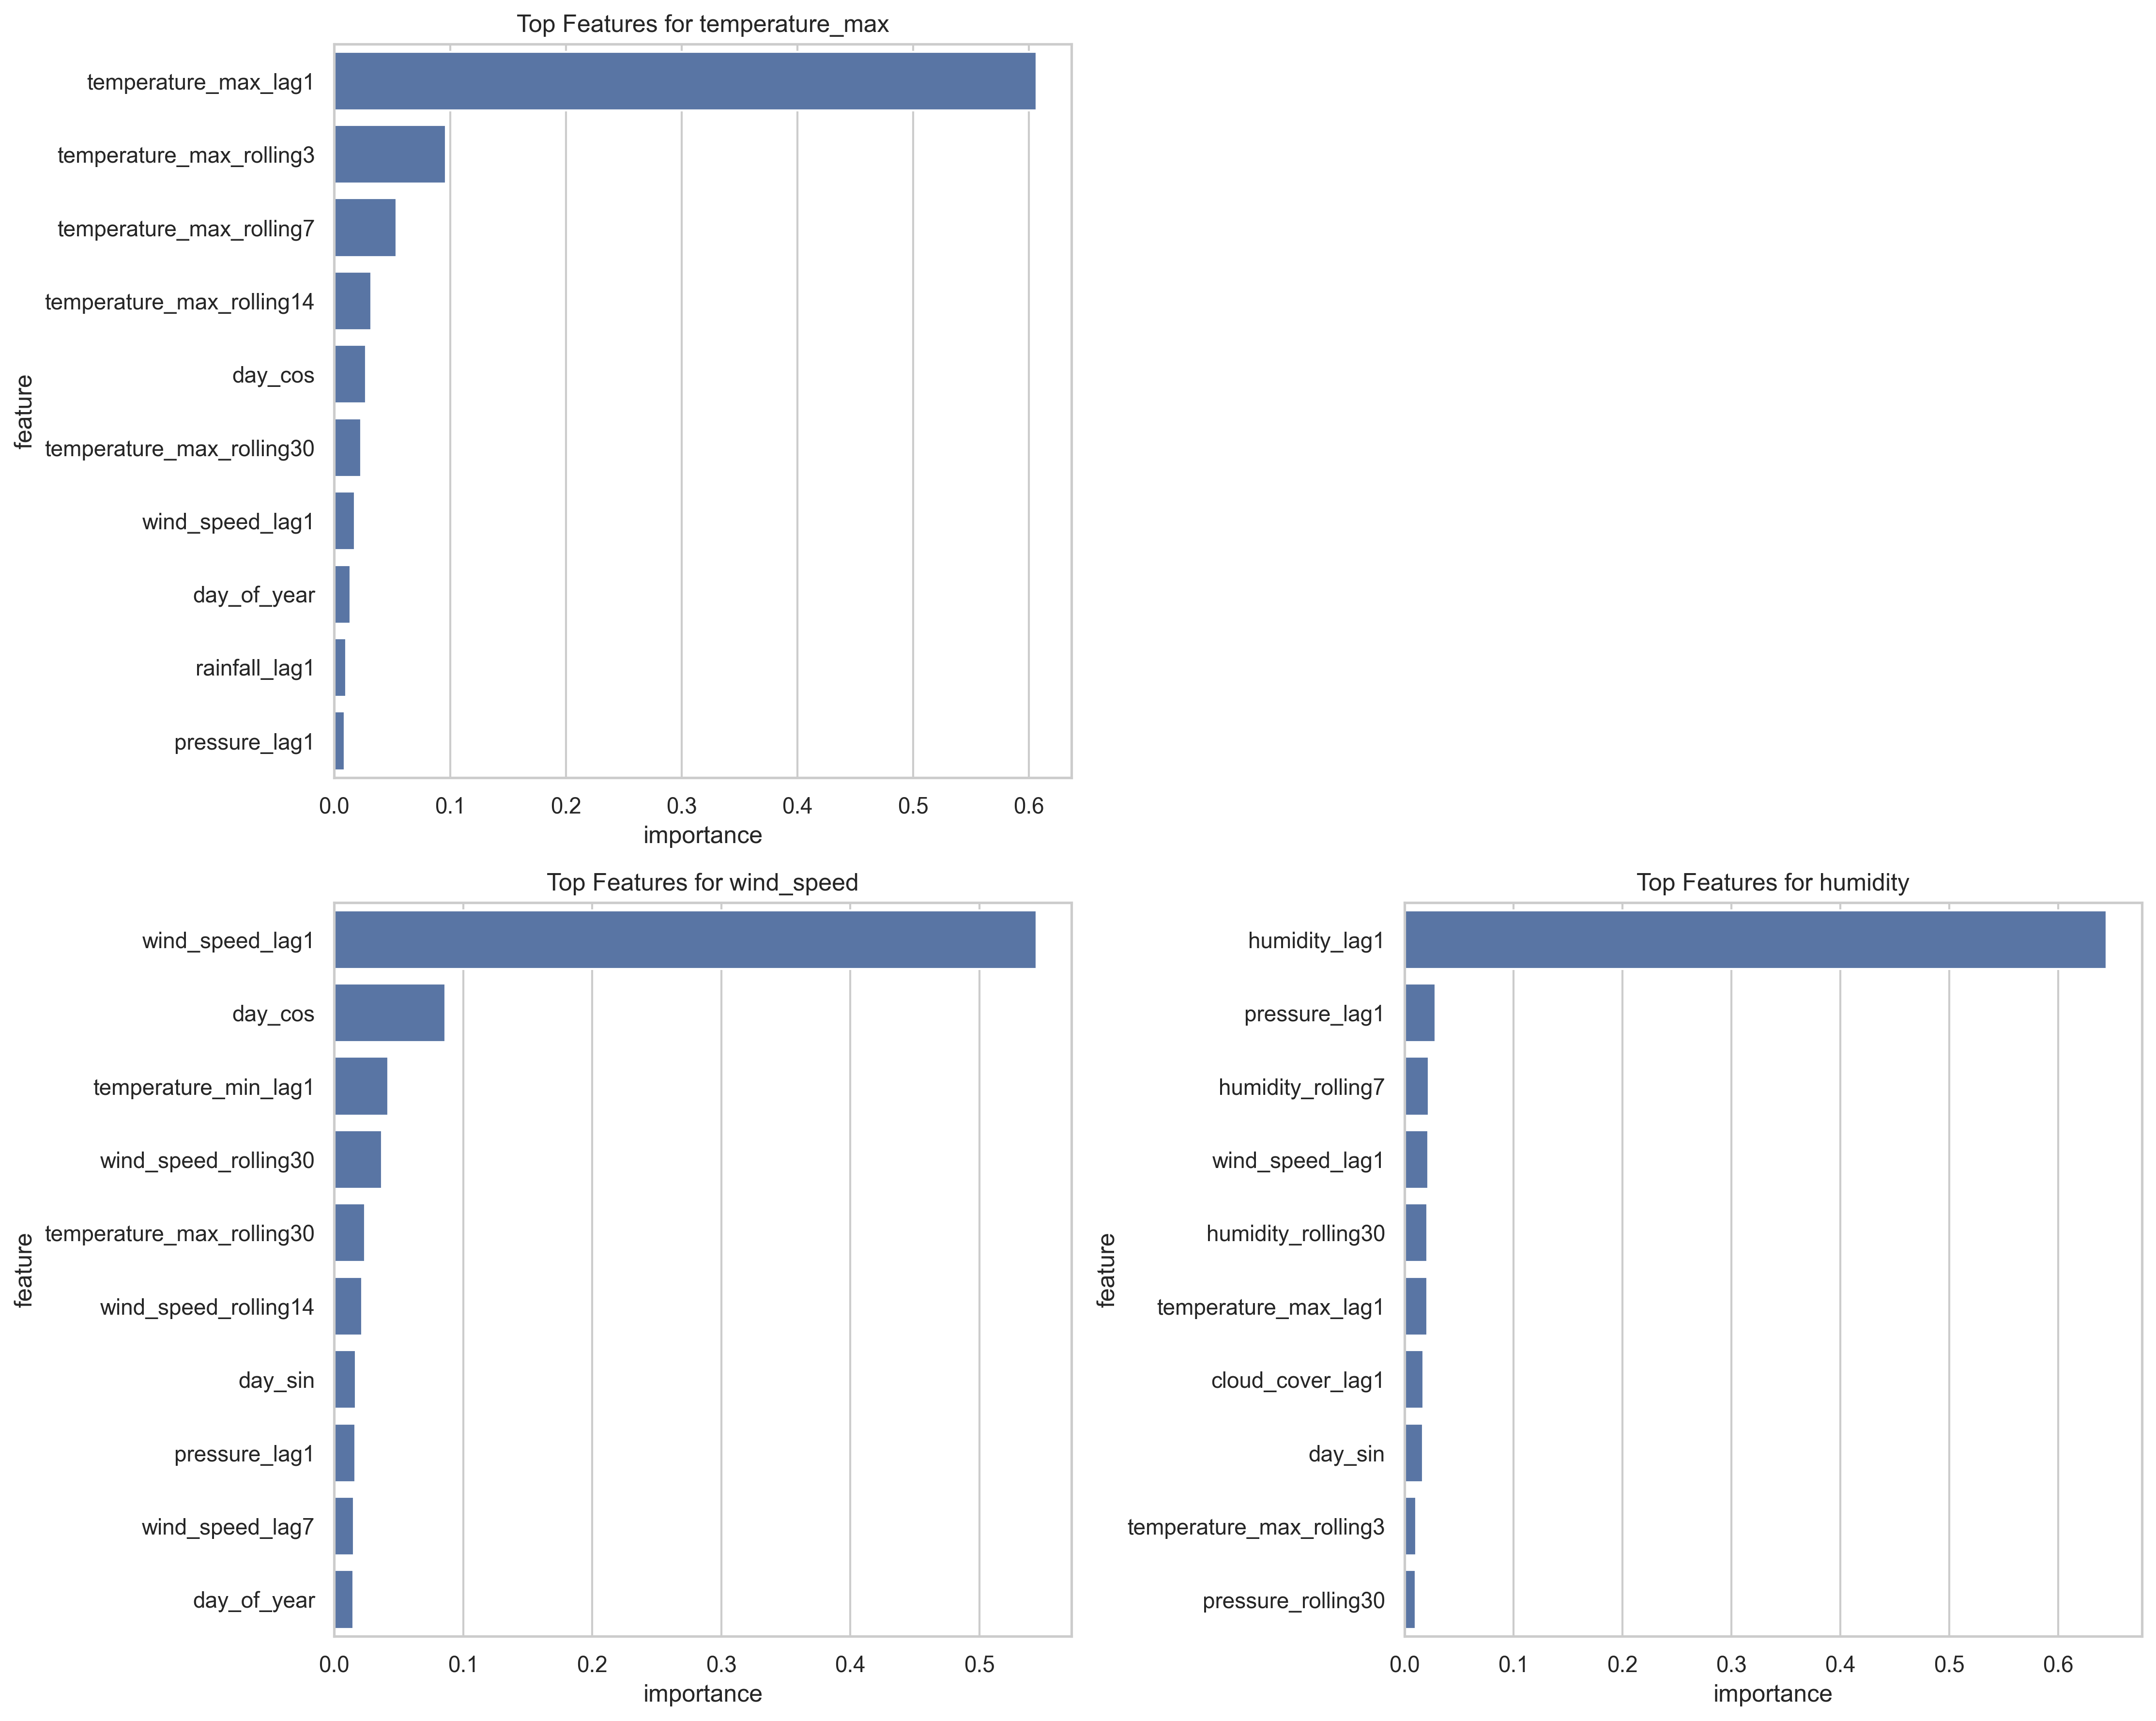 Top Features for temperature_max
feature
temperature_max_lag1
temperature_max_rolling3
temperature_max_rolling7
temperature_max_rolling14
day_cos
temperature_max_rolling30
wind_speed_lag1
day_of_year
rainfall_lag1
pressure_lag1
0.0 0.1 0.2 0.3 0.4 0.5 0.6
importance
Top Features for wind_speed
feature
wind_speed_lag1
day_cos
temperature_min_lag1
wind_speed_rolling30
temperature_max_rolling30
wind_speed_rolling14
day_sin
pressure_lag1
wind_speed_lag7
day_of_year
0.0 0.1 0.2 0.3 0.4 0.5
importance
Top Features for humidity
feature
humidity_lag1
pressure_lag1
humidity_rolling7
wind_speed_lag1
humidity_rolling30
temperature_max_lag1
cloud_cover_lag1
day_sin
temperature_max_rolling3
pressure_rolling30
0.0 0.1 0.2 0.3 0.4 0.5 0.6
importance